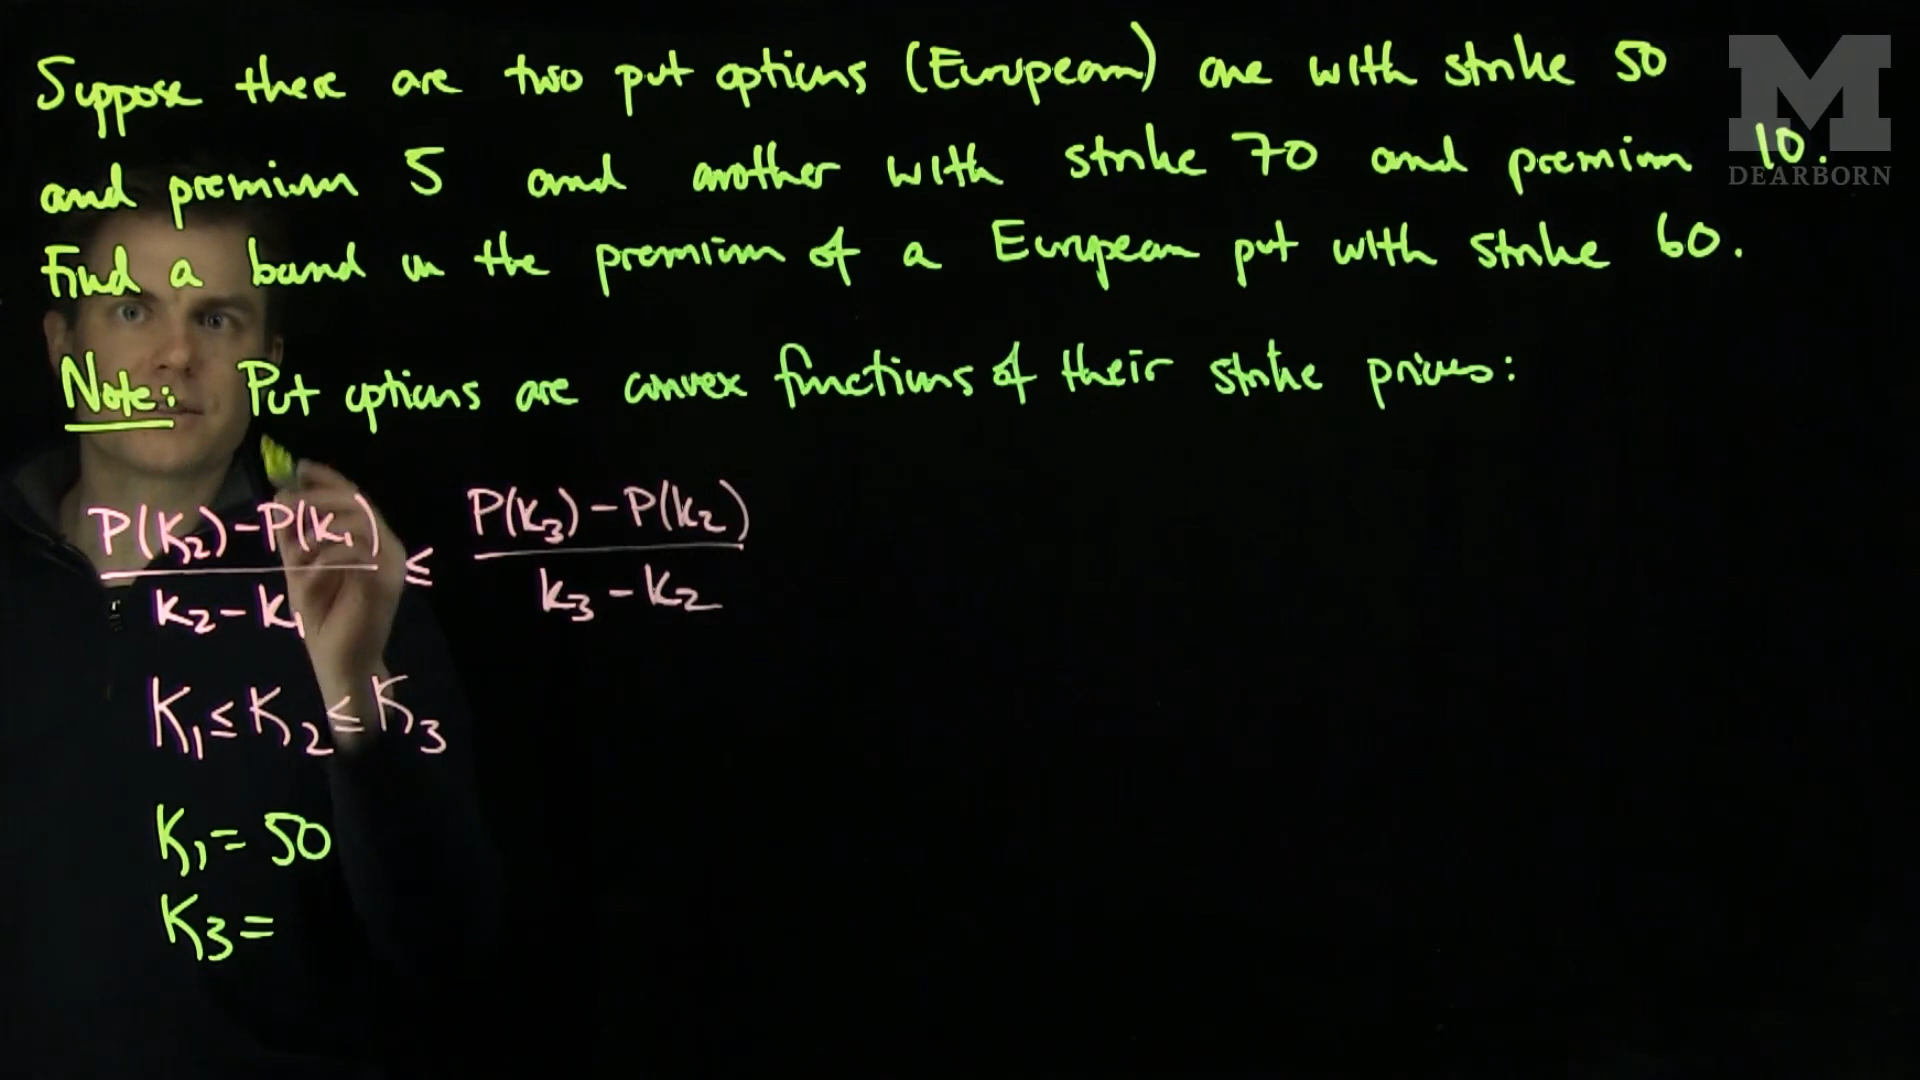 Suppose there are two put options (European) one with strike 50
and premium 5 and another with strike 70 and premium 10.
Find a bound on the premium of a European put with strike 60.
Note: Put options are convex functions of their strike prices:
P(K2)-P(K1) / K2-K1 ≤ P(K3)-P(K2) / K3-K2
K1 ≤ K2 ≤ K3
K1 = 50
K3 =
M
DEARBORN